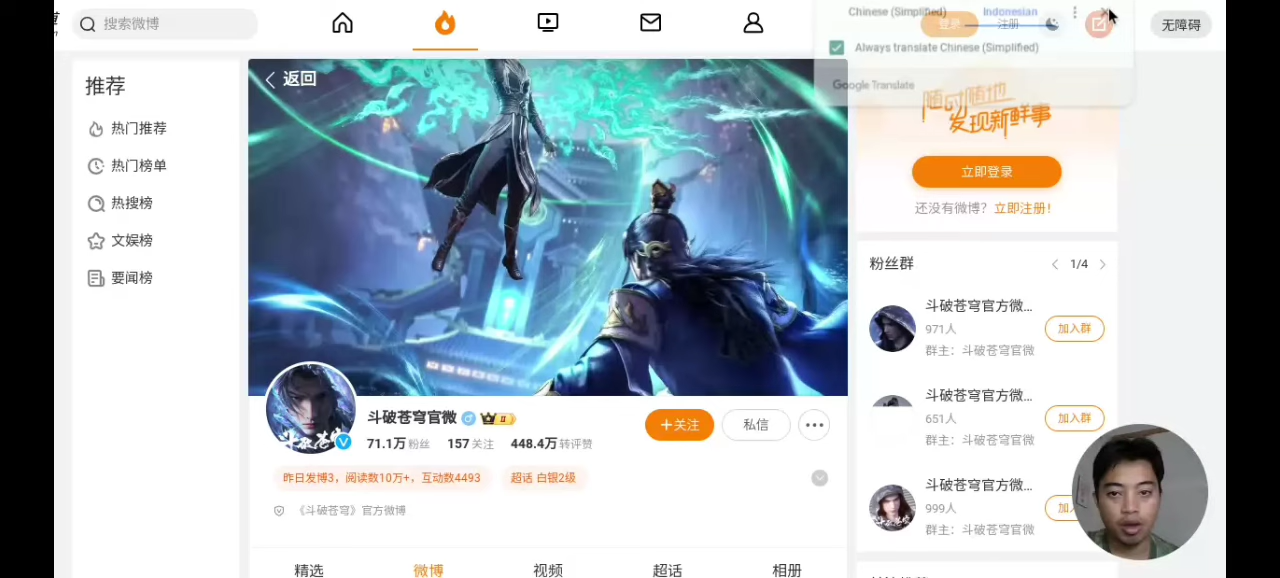 搜索微博
Chinese (Simplified)
Indonesian
登录
注册
无障碍
Always translate Chinese (Simplified)
Google Translate
推荐
热门推荐
热门榜单
热搜榜
文娱榜
要闻榜
返回
随时随地
发现新鲜事
立即登录
还没有微博？立即注册！
粉丝群
1/4
斗破苍穹官方微...
971人
加入群
群主：斗破苍穹官微
斗破苍穹官方微...
651人
加入群
群主：斗破苍穹官微
斗破苍穹官方微...
999人
加
群主：斗破苍穹官微
斗破苍穹
斗破苍穹官微
II
71.1万粉丝 157关注 448.4万转评赞
+关注
私信
昨日发博3，阅读数10万+，互动数4493
超话 白银2级
《斗破苍穹》官方微博
精选
微博
视频
超话
相册